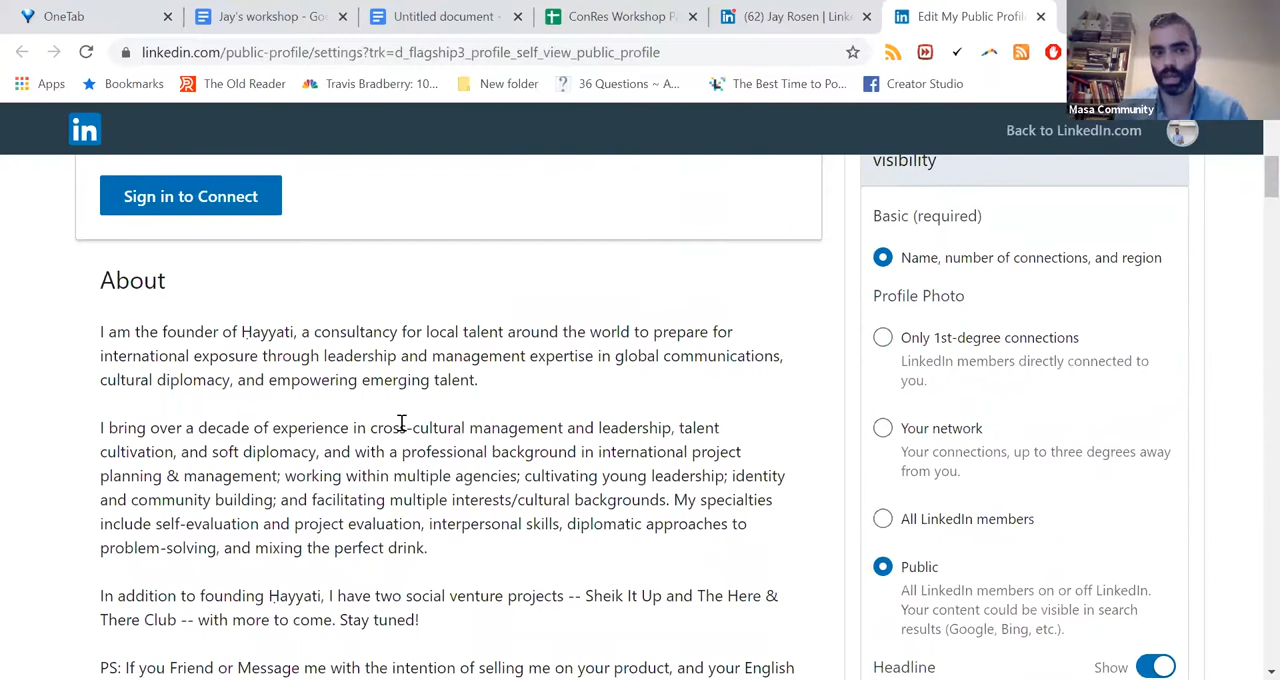 OneTab
Jay's workshop - Go
Untitled document -
ConRes Workshop P
(62) Jay Rosen | Link
Edit My Public Profil
linkedin.com/public-profile/settings?trk=d_flagship3_profile_self_view_public_profile
Apps
Bookmarks
The Old Reader
Travis Bradberry: 10...
New folder
36 Questions ~ A...
The Best Time to Po...
Creator Studio
Masa Community
in
Back to LinkedIn.com
Sign in to Connect
About
I am the founder of Ḥayyati, a consultancy for local talent around the world to prepare for
international exposure through leadership and management expertise in global communications,
cultural diplomacy, and empowering emerging talent.
I bring over a decade of experience in cross-cultural management and leadership, talent
cultivation, and soft diplomacy, and with a professional background in international project
planning & management; working within multiple agencies; cultivating young leadership; identity
and community building; and facilitating multiple interests/cultural backgrounds. My specialties
include self-evaluation and project evaluation, interpersonal skills, diplomatic approaches to
problem-solving, and mixing the perfect drink.
In addition to founding Ḥayyati, I have two social venture projects -- Sheik It Up and The Here &
There Club -- with more to come. Stay tuned!
PS: If you Friend or Message me with the intention of selling me on your product, and your English
visibility
Basic (required)
Name, number of connections, and region
Profile Photo
Only 1st-degree connections
LinkedIn members directly connected to
you.
Your network
Your connections, up to three degrees away
from you.
All LinkedIn members
Public
All LinkedIn members on or off LinkedIn.
Your content could be visible in search
results (Google, Bing, etc.).
Headline
Show